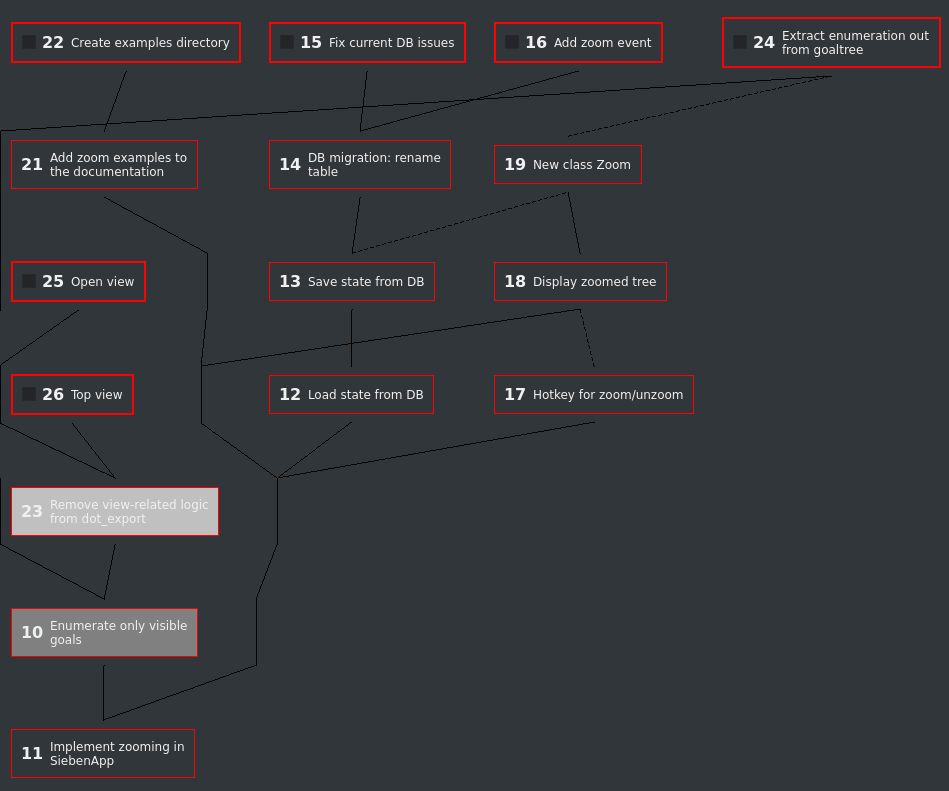 22 Create examples directory
15 Fix current DB issues
16 Add zoom event
24 Extract enumeration out
from goaltree
21 Add zoom examples to
the documentation
14 DB migration: rename
table
19 New class Zoom
25 Open view
13 Save state from DB
18 Display zoomed tree
26 Top view
12 Load state from DB
17 Hotkey for zoom/unzoom
23 Remove view-related logic
from dot_export
10 Enumerate only visible
goals
11 Implement zooming in
SiebenApp